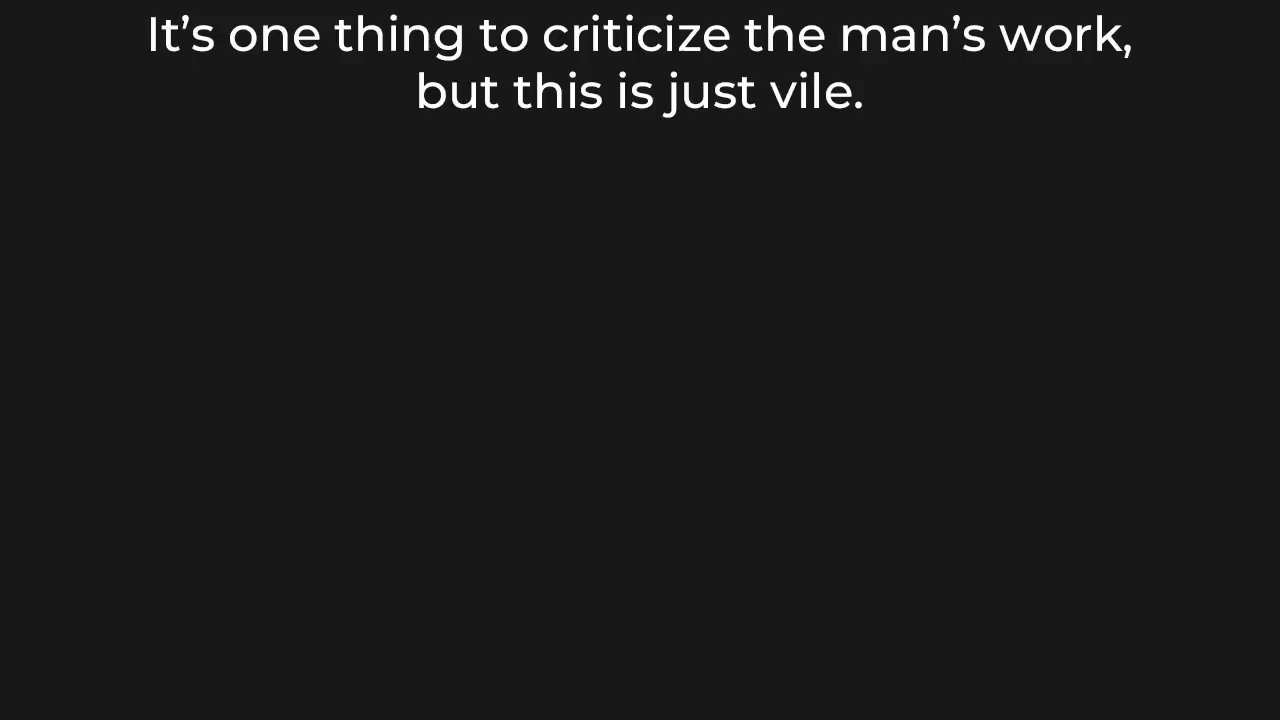 It’s one thing to criticize the man’s work,
but this is just vile.